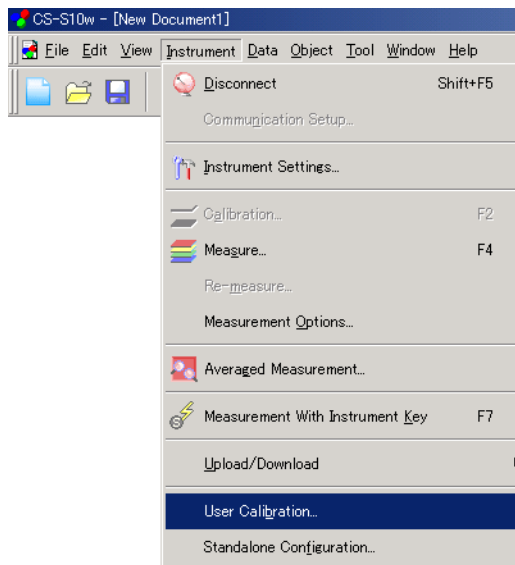 CS-S10w - [New Document1]
File Edit View Instrument Data Object Tool Window Help
Disconnect Shift+F5
Communication Setup...
Instrument Settings...
Calibration... F2
Measure... F4
Re-measure...
Measurement Options...
Averaged Measurement...
Measurement With Instrument Key F7
Upload/Download
User Calibration...
Standalone Configuration...